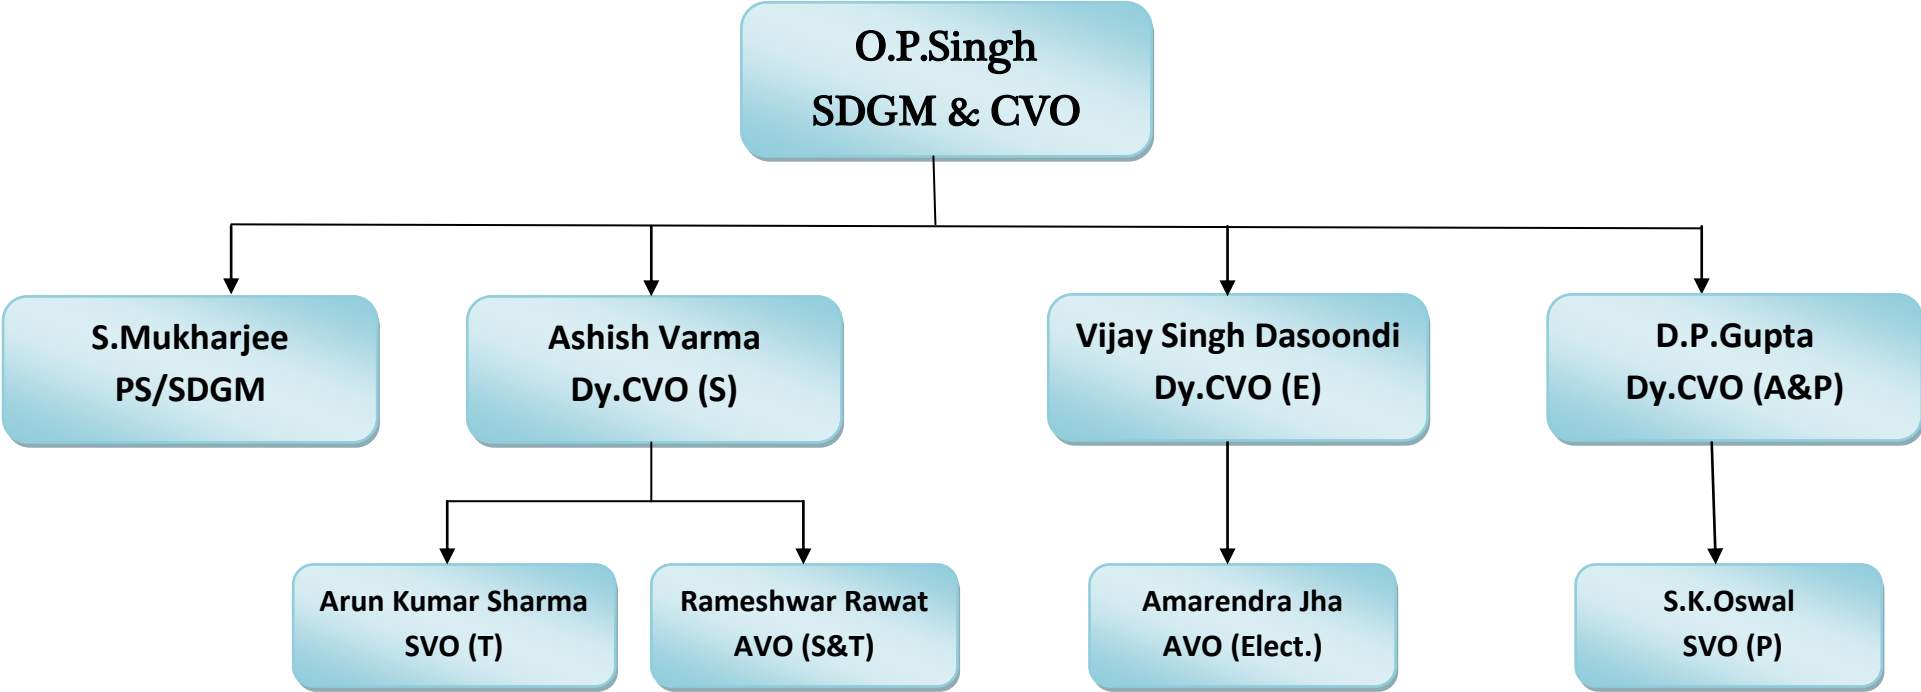 O.P.Singh
SDGM & CVO
S.Mukharjee
PS/SDGM
Ashish Varma
Dy.CVO (S)
Vijay Singh Dasoondi
Dy.CVO (E)
D.P.Gupta
Dy.CVO (A&P)
Arun Kumar Sharma
SVO (T)
Rameshwar Rawat
AVO (S&T)
Amarendra Jha
AVO (Elect.)
S.K.Oswal
SVO (P)